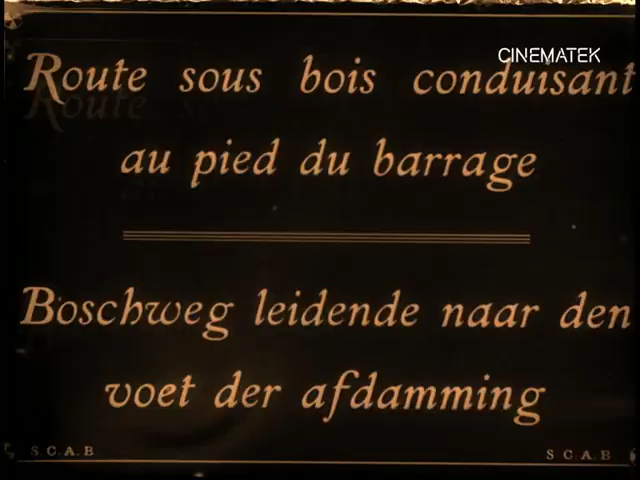 CINEMATEK
Route sous bois conduisant
au pied du barrage
Boschweg leidende naar den
voet der afdamming
S.C.A.B
S.C.A.B.